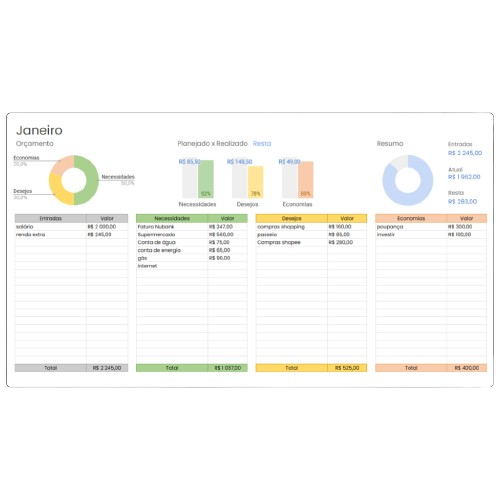 Janeiro
Orçamento
Economias
20,0%
Necessidades
50,0%
Desejos
30,0%
Planejado x Realizado Resta
R$ 85,50 R$ 148,50 R$ 49,00
92% 78% 89%
Necessidades Desejos Economias
Resumo
Entradas
R$ 2 245,00
Atual
R$ 1 962,00
Resta
R$ 283,00
Entradas Valor
salário R$ 2 000,00
renda extra R$ 245,00
Total R$ 2 245,00
Necessidades Valor
Fatura Nubank R$ 247,00
Supermercado R$ 560,00
Conta de água R$ 75,00
conta de energia R$ 65,00
gás R$ 90,00
internet
Total R$ 1 037,00
Desejos Valor
compras shopping R$ 160,00
passeio R$ 85,00
Compras shopee R$ 280,00
Total R$ 525,00
Economias Valor
poupança R$ 300,00
investir R$ 100,00
Total R$ 400,00